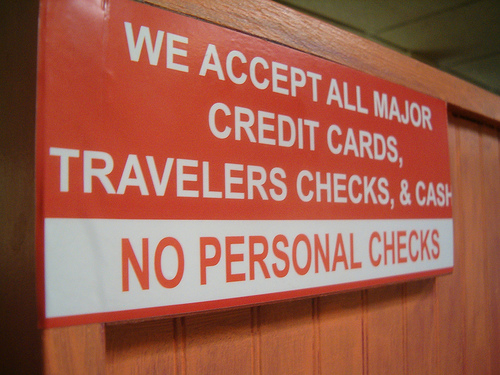 WE ACCEPT ALL MAJOR
CREDIT CARDS,
TRAVELERS CHECKS, & CASH
NO PERSONAL CHECKS